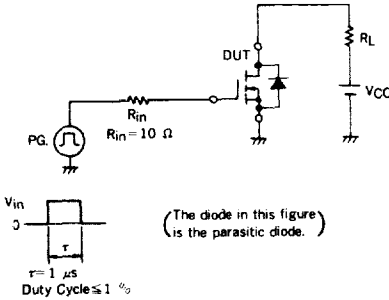 DUT
RL
VCC
Rin
Rin=10 Ω
PG.
Vin
0
τ
τ=1 μs
Duty Cycle≦1 %
(The diode in this figure
is the parasitic diode.)